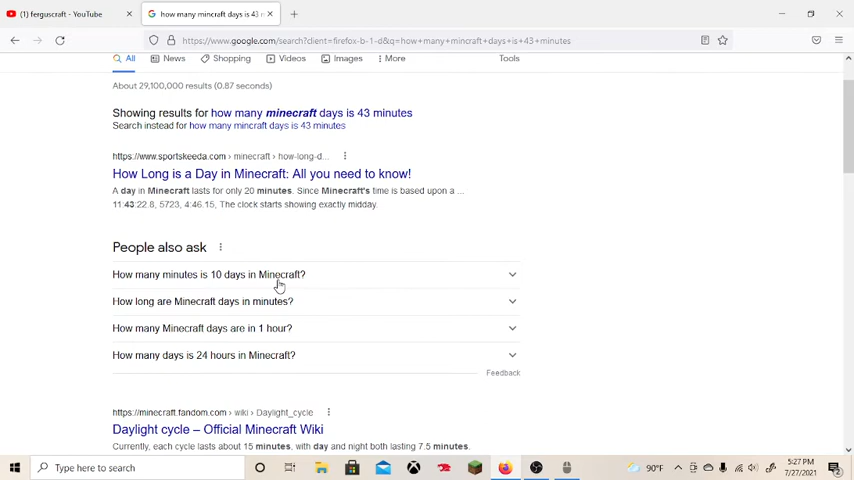 (1) ferguscraft - YouTube
how many mincraft days is 43 n
https://www.google.com/search?client=firefox-b-1-d&q=how+many+mincraft+days+is+43+minutes
All
News
Shopping
Videos
Images
More
Tools
About 29,100,000 results (0.87 seconds)
Showing results for how many minecraft days is 43 minutes
Search instead for how many mincraft days is 43 minutes
https://www.sportskeeda.com › minecraft › how-long-d...
How Long is a Day in Minecraft: All you need to know!
A day in Minecraft lasts for only 20 minutes. Since Minecraft's time is based upon a ...
11:43:22.8, 5723, 4:46.15, The clock starts showing exactly midday.
People also ask
How many minutes is 10 days in Minecraft?
How long are Minecraft days in minutes?
How many Minecraft days are in 1 hour?
How many days is 24 hours in Minecraft?
Feedback
https://minecraft.fandom.com › wiki › Daylight_cycle
Daylight cycle – Official Minecraft Wiki
Currently, each cycle lasts about 15 minutes, with day and night both lasting 7.5 minutes.
Type here to search
90°F
5:27 PM
7/27/2021
2